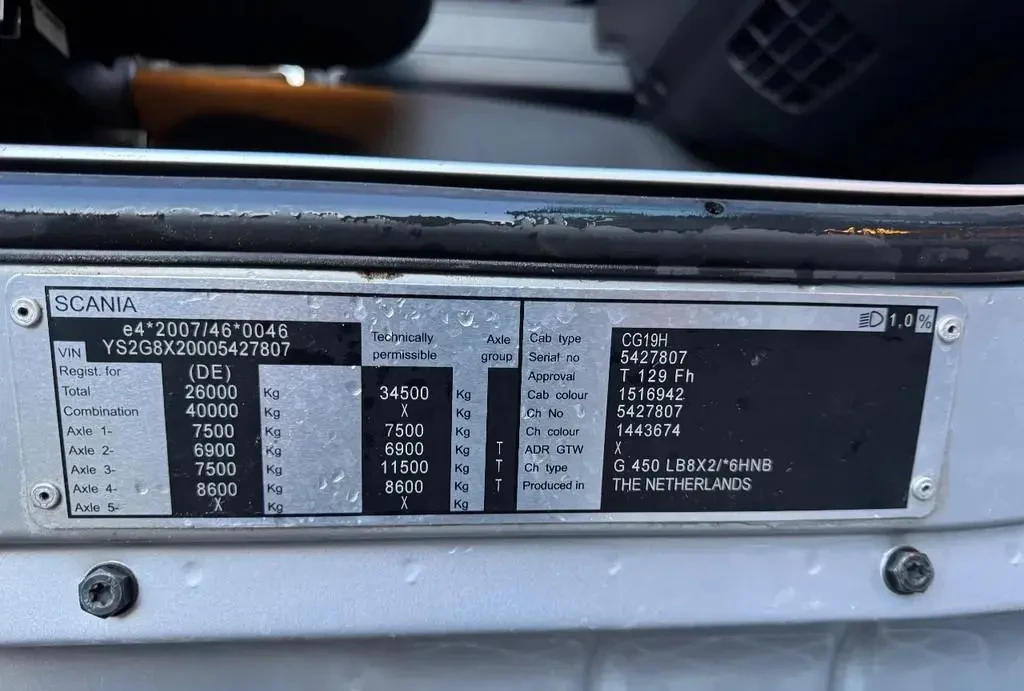 SCANIA
e4*2007/46*0046
VIN YS2G8X20005427807
Technically permissible
Axle group
Regist. for (DE)
Total 26000 Kg 34500 Kg
Combination 40000 Kg X Kg
Axle 1- 7500 Kg 7500 Kg
Axle 2- 6900 Kg 6900 Kg T
Axle 3- 7500 Kg 11500 Kg T
Axle 4- 8600 Kg 8600 Kg T
Axle 5- X Kg X Kg
1,0 %
Cab type CG19H
Serial no 5427807
Approval T 129 Fh
Cab colour 1516942
Ch No 5427807
Ch colour 1443674
ADR GTW X
Ch type G 450 LB8X2/*6HNB
Produced in THE NETHERLANDS